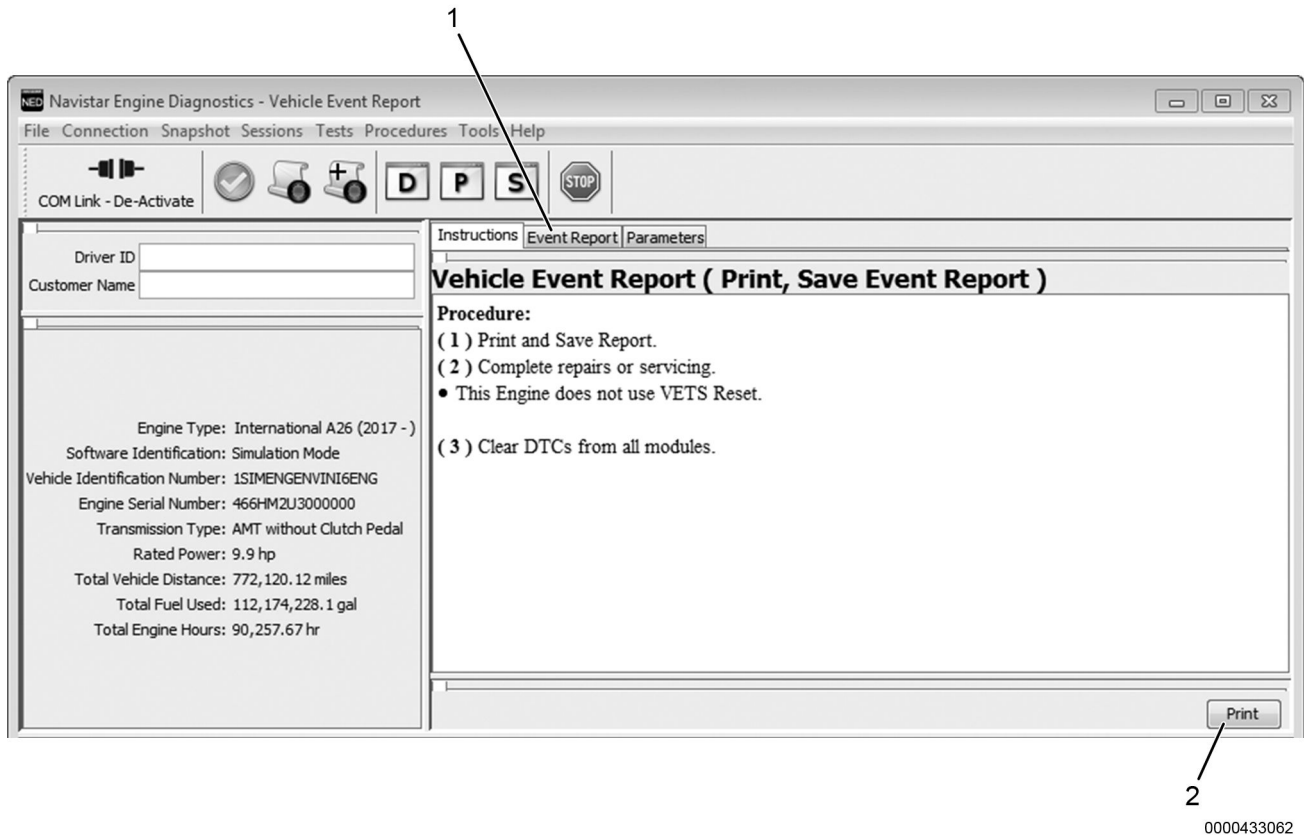 1
NED Navistar Engine Diagnostics - Vehicle Event Report
File Connection Snapshot Sessions Tests Procedures Tools Help
COM Link - De-Activate
D P S STOP
Driver ID
Customer Name
Engine Type: International A26 (2017 - )
Software Identification: Simulation Mode
Vehicle Identification Number: 1SIMENGENVINI6ENG
Engine Serial Number: 466HM2U3000000
Transmission Type: AMT without Clutch Pedal
Rated Power: 9.9 hp
Total Vehicle Distance: 772,120.12 miles
Total Fuel Used: 112,174,228.1 gal
Total Engine Hours: 90,257.67 hr
Instructions Event Report Parameters
Vehicle Event Report ( Print, Save Event Report )
Procedure:
( 1 ) Print and Save Report.
( 2 ) Complete repairs or servicing.
• This Engine does not use VETS Reset.
( 3 ) Clear DTCs from all modules.
Print
2
0000433062